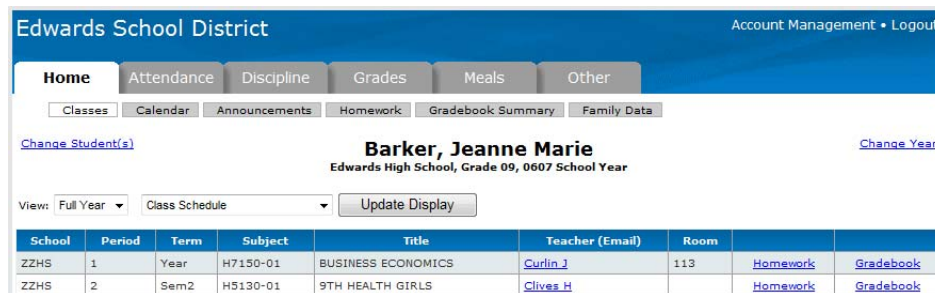 Edwards School District Account Management • Logout
Home Attendance Discipline Grades Meals Other
Classes Calendar Announcements Homework Gradebook Summary Family Data
Change Student(s) Barker, Jeanne Marie Change Year
Edwards High School, Grade 09, 0607 School Year
View: Full Year Class Schedule Update Display
School Period Term Subject Title Teacher (Email) Room
ZZHS 1 Year H7150-01 BUSINESS ECONOMICS Curlin J 113 Homework Gradebook
ZZHS 2 Sem2 H5130-01 9TH HEALTH GIRLS Clives H Homework Gradebook